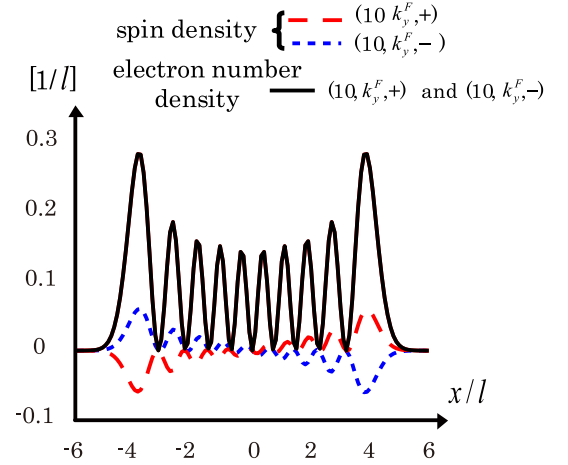 spin density
(10 k_y^F,+)
(10, k_y^F,−)
electron number density
(10, k_y^F,+) and (10, k_y^F,−)
[1/l]
0.3
0.2
0.1
0
-0.1
x/l
-6 -4 -2 0 2 4 6